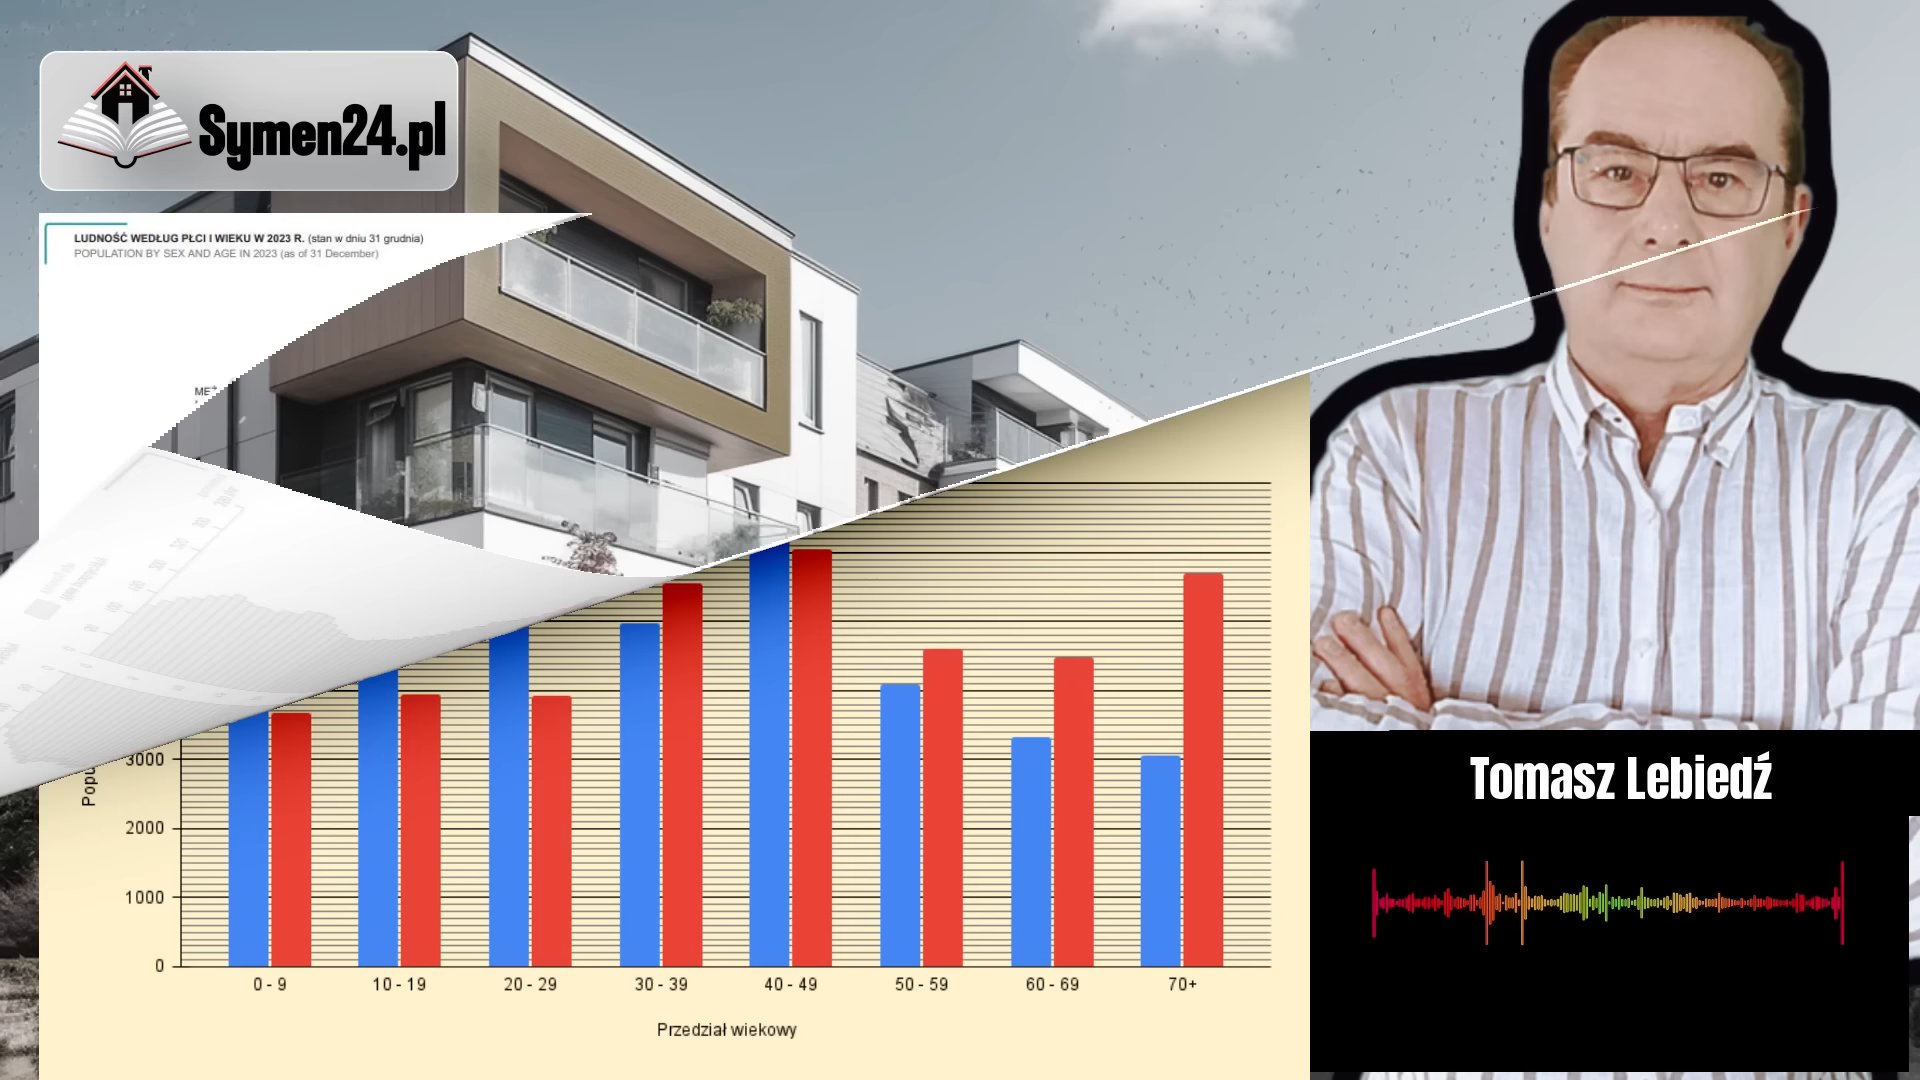 Symen24.pl
LUDNOŚĆ WEDŁUG PŁCI I WIEKU W 2023 R. (stan w dniu 31 grudnia)
POPULATION BY SEX AND AGE IN 2023 (as of 31 December)
3000
2000
1000
0
0 - 9 10 - 19 20 - 29 30 - 39 40 - 49 50 - 59 60 - 69 70+
Przedział wiekowy
Tomasz Lebiedź